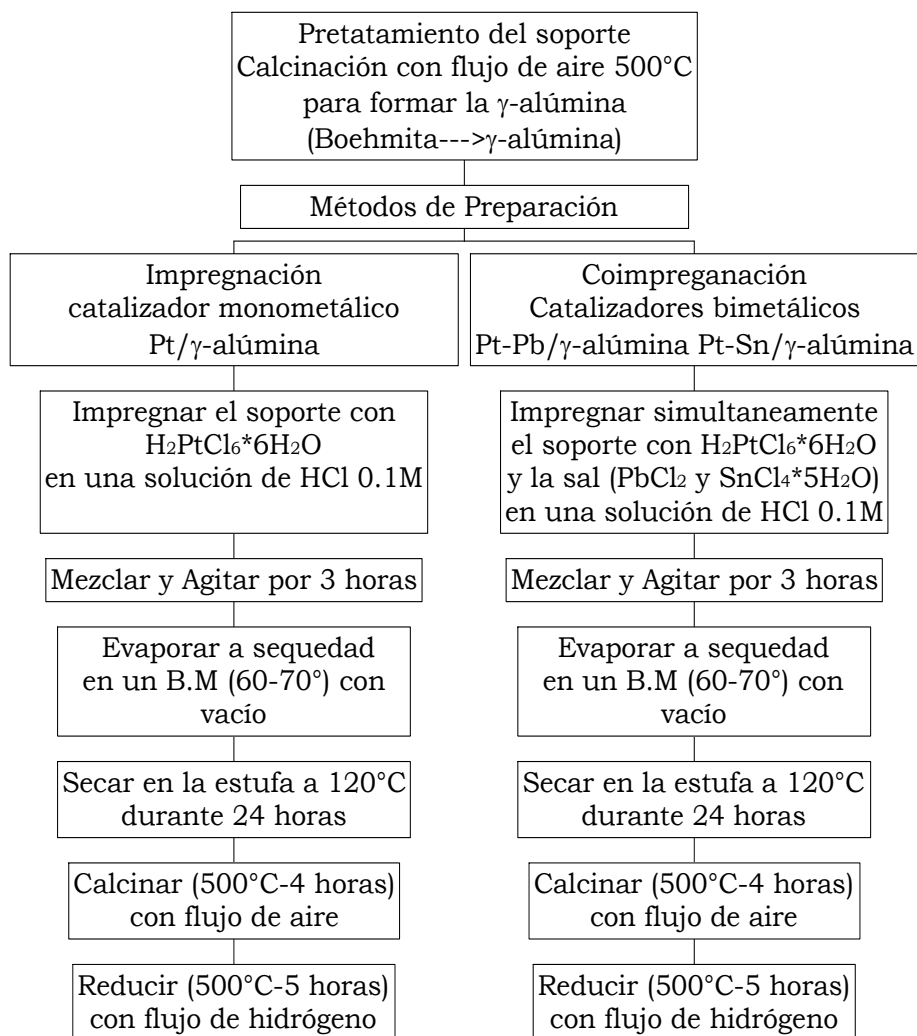 Pretatamiento del soporte
Calcinación con flujo de aire 500°C
para formar la γ-alúmina
(Boehmita--->γ-alúmina)
Métodos de Preparación
Impregnación
catalizador monometálico
Pt/γ-alúmina
Coimpreganación
Catalizadores bimetálicos
Pt-Pb/γ-alúmina Pt-Sn/γ-alúmina
Impregnar el soporte con
H₂PtCl₆*6H₂O
en una solución de HCl 0.1M
Impregnar simultaneamente
el soporte con H₂PtCl₆*6H₂O
y la sal (PbCl₂ y SnCl₄*5H₂O)
en una solución de HCl 0.1M
Mezclar y Agitar por 3 horas
Mezclar y Agitar por 3 horas
Evaporar a sequedad
en un B.M (60-70°) con
vacío
Evaporar a sequedad
en un B.M (60-70°) con
vacío
Secar en la estufa a 120°C
durante 24 horas
Secar en la estufa a 120°C
durante 24 horas
Calcinar (500°C-4 horas)
con flujo de aire
Calcinar (500°C-4 horas)
con flujo de aire
Reducir (500°C-5 horas)
con flujo de hidrógeno
Reducir (500°C-5 horas)
con flujo de hidrógeno